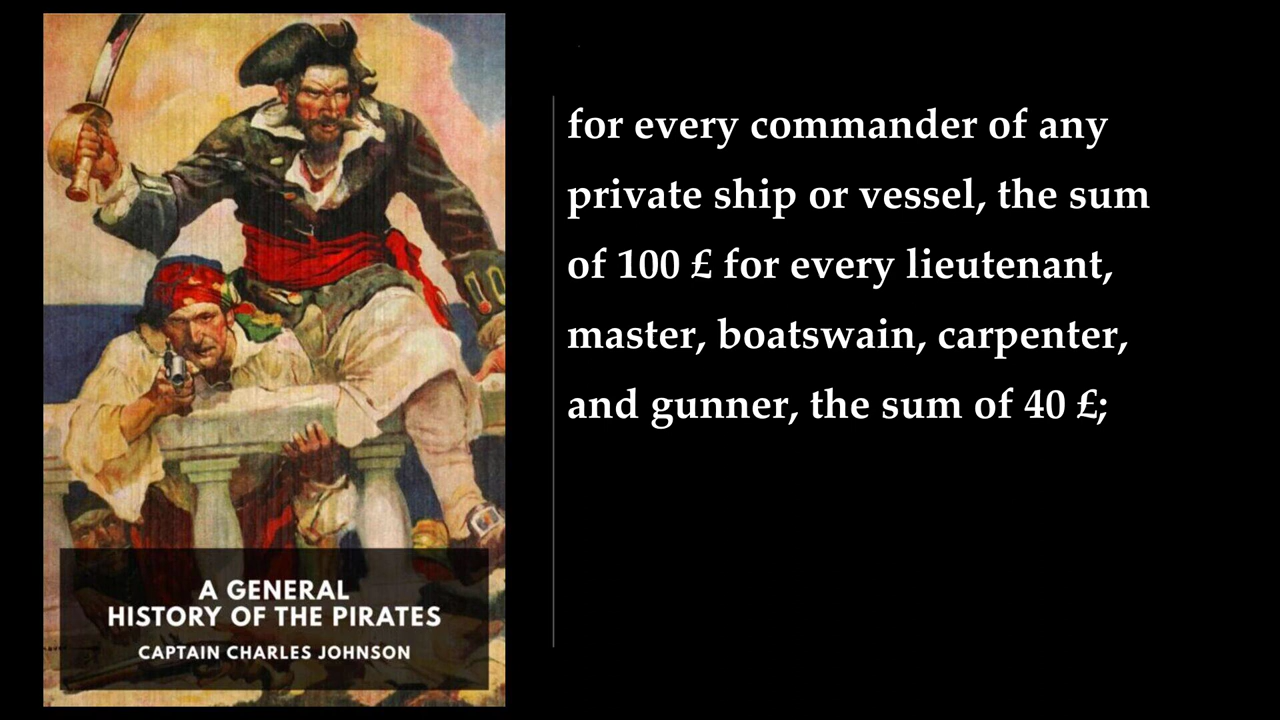 A GENERAL
HISTORY OF THE PIRATES
CAPTAIN CHARLES JOHNSON
for every commander of any
private ship or vessel, the sum
of 100 £ for every lieutenant,
master, boatswain, carpenter,
and gunner, the sum of 40 £;